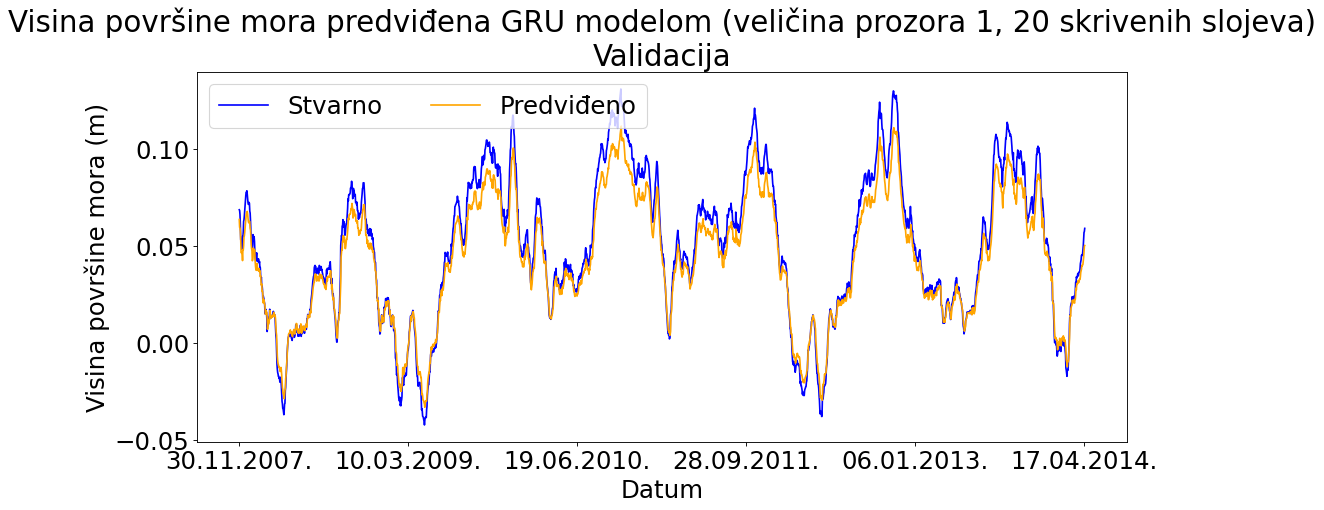 Visina površine mora predviđena GRU modelom (veličina prozora 1, 20 skrivenih slojeva)
Validacija
Stvarno Predviđeno
Visina površine mora (m)
0.10
0.05
0.00
−0.05
30.11.2007. 10.03.2009. 19.06.2010. 28.09.2011. 06.01.2013. 17.04.2014.
Datum